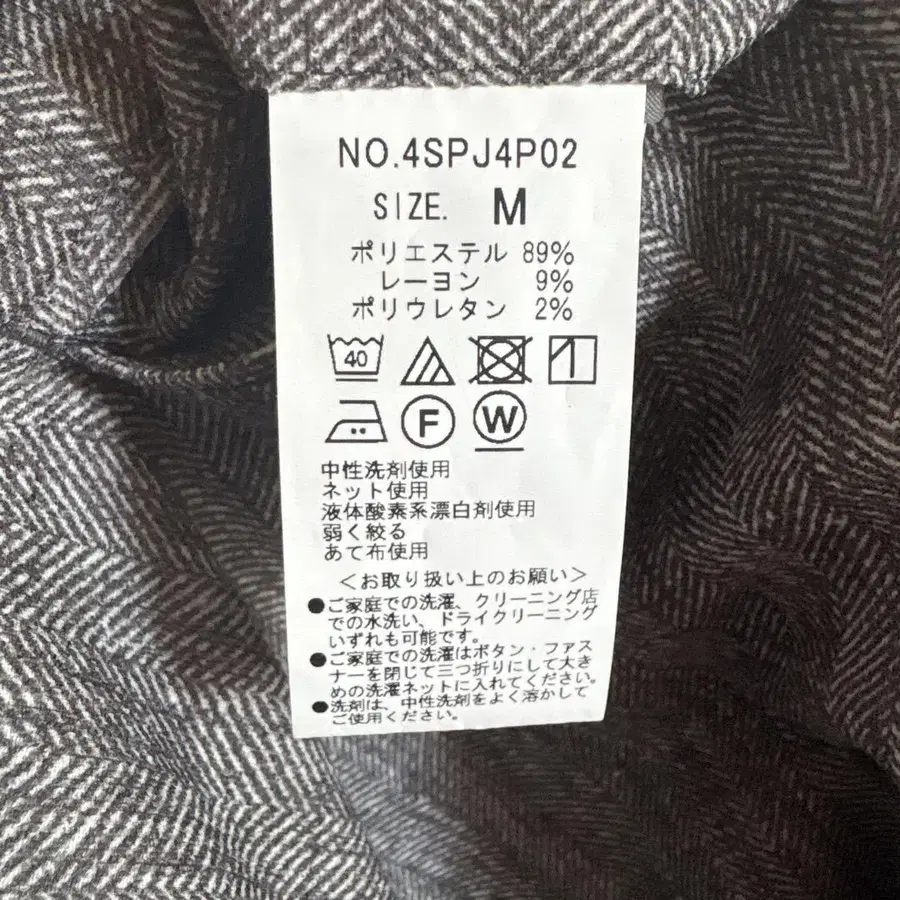 NO.4SPJ4P02
SIZE. M
ポリエステル 89%
レーヨン 9%
ポリウレタン 2%
40
F W
中性洗剤使用
ネット使用
液体酸素系漂白剤使用
弱く絞る
あて布使用
<お取り扱い上のお願い>
●ご家庭での洗濯、クリーニング店
での水洗い、ドライクリーニング
いずれも可能です。
●ご家庭での洗濯はボタン・ファス
ナーを閉じて三つ折りにして大き
めの洗濯ネットに入れてください。
●洗剤は、中性洗剤をよく溶かして
ご使用ください。